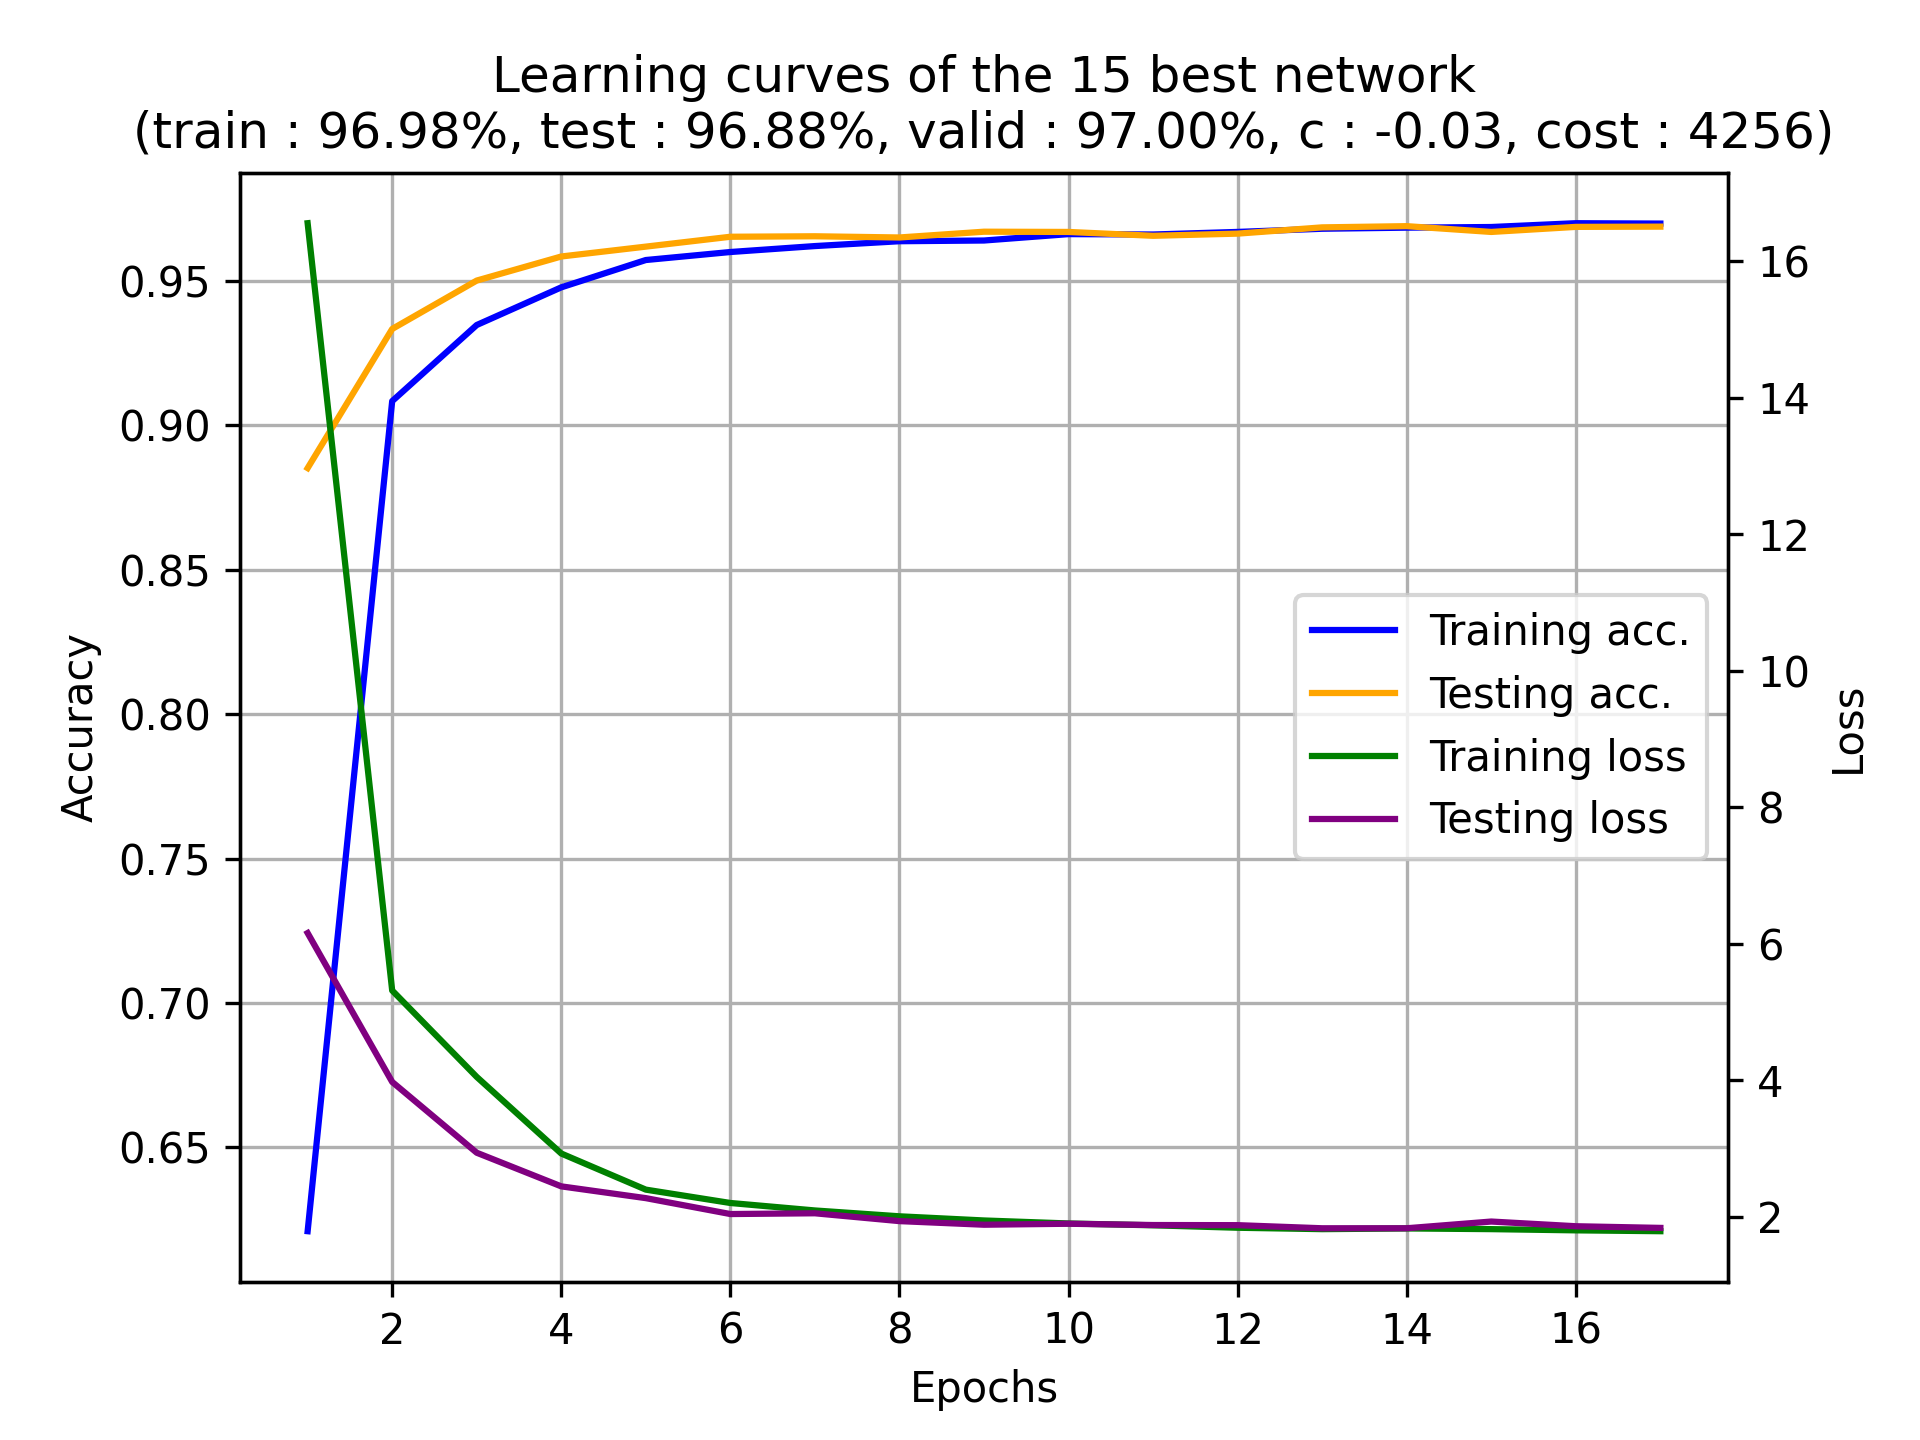 Learning curves of the 15 best network
(train : 96.98%, test : 96.88%, valid : 97.00%, c : -0.03, cost : 4256)
0.95
0.90
0.85
0.80
0.75
0.70
0.65
Accuracy
16
14
12
10
8
6
4
2
Loss
Training acc.
Testing acc.
Training loss
Testing loss
2 4 6 8 10 12 14 16
Epochs